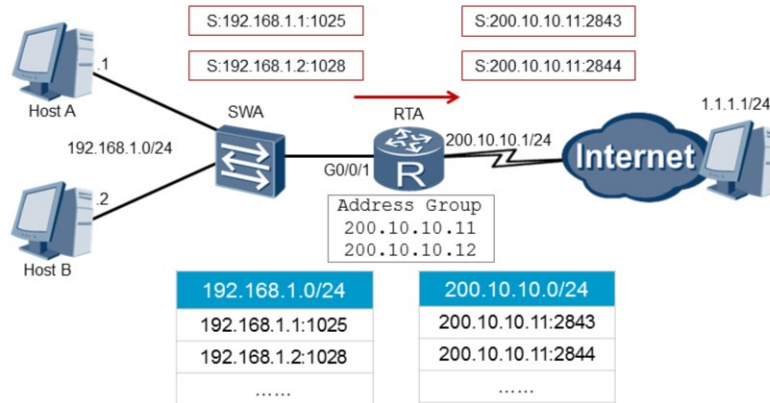 S:192.168.1.1:1025
S:200.10.10.11:2843
S:192.168.1.2:1028
S:200.10.10.11:2844
.1
Host A
SWA
RTA
1.1.1.1/24
192.168.1.0/24
200.10.10.1/24
Internet
G0/0/1
R
.2
Host B
Address Group
200.10.10.11
200.10.10.12
192.168.1.0/24
200.10.10.0/24
192.168.1.1:1025
200.10.10.11:2843
192.168.1.2:1028
200.10.10.11:2844
……
……